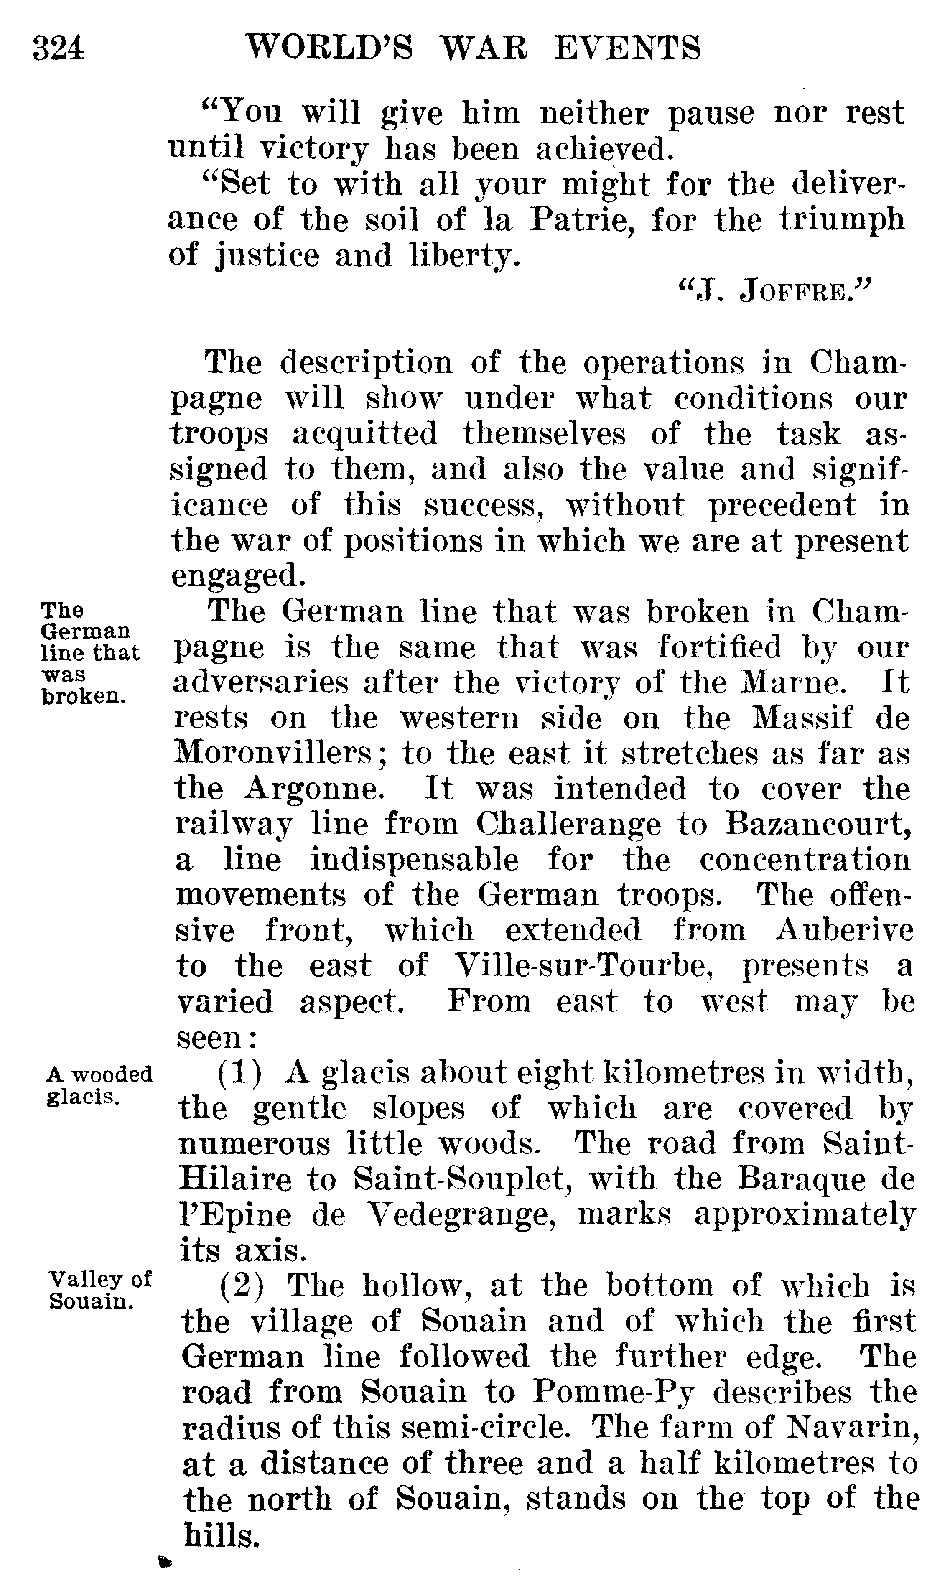 324 WORLD'S WAR EVENTS
"You will give him neither pause nor rest
until victory has been achieved.
"Set to with all your might for the deliver-
ance of the soil of la Patrie, for the triumph
of justice and liberty.
"J. JOFFRE."
The description of the operations in Cham-
pagne will show under what conditions our
troops acquitted themselves of the task as-
signed to them, and also the value and signif-
icance of this success, without precedent in
the war of positions in which we are at present
engaged.
The
German
line that
was
broken.
The German line that was broken in Cham-
pagne is the same that was fortified by our
adversaries after the victory of the Marne. It
rests on the western side on the Massif de
Moronvillers; to the east it stretches as far as
the Argonne. It was intended to cover the
railway line from Challerange to Bazancourt,
a line indispensable for the concentration
movements of the German troops. The offen-
sive front, which extended from Auberive
to the east of Ville-sur-Tourbe, presents a
varied aspect. From east to west may be
seen:
A wooded
glacis.
(1) A glacis about eight kilometres in width,
the gentle slopes of which are covered by
numerous little woods. The road from Saint-
Hilaire to Saint-Souplet, with the Baraque de
l'Epine de Vedegrange, marks approximately
its axis.
Valley of
Souain.
(2) The hollow, at the bottom of which is
the village of Souain and of which the first
German line followed the further edge. The
road from Souain to Pomme-Py describes the
radius of this semi-circle. The farm of Navarin,
at a distance of three and a half kilometres to
the north of Souain, stands on the top of the
hills.